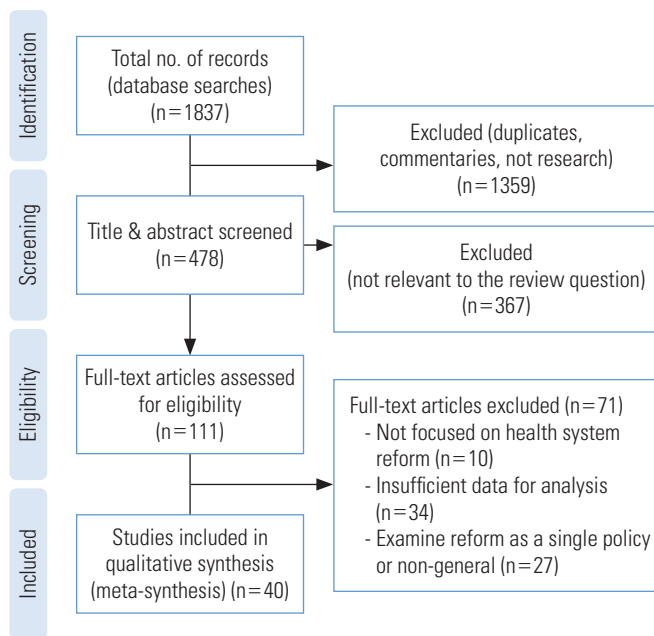 Identification
Total no. of records
(database searches)
(n=1837)
Excluded (duplicates,
commentaries, not research)
(n=1359)
Screening
Title & abstract screened
(n=478)
Excluded
(not relevant to the review question)
(n=367)
Eligibility
Full-text articles assessed
for eligibility
(n=111)
Full-text articles excluded (n=71)
- Not focused on health system
reform (n=10)
- Insufficient data for analysis
(n=34)
- Examine reform as a single policy
or non-general (n=27)
Included
Studies included in
qualitative synthesis
(meta-synthesis) (n=40)